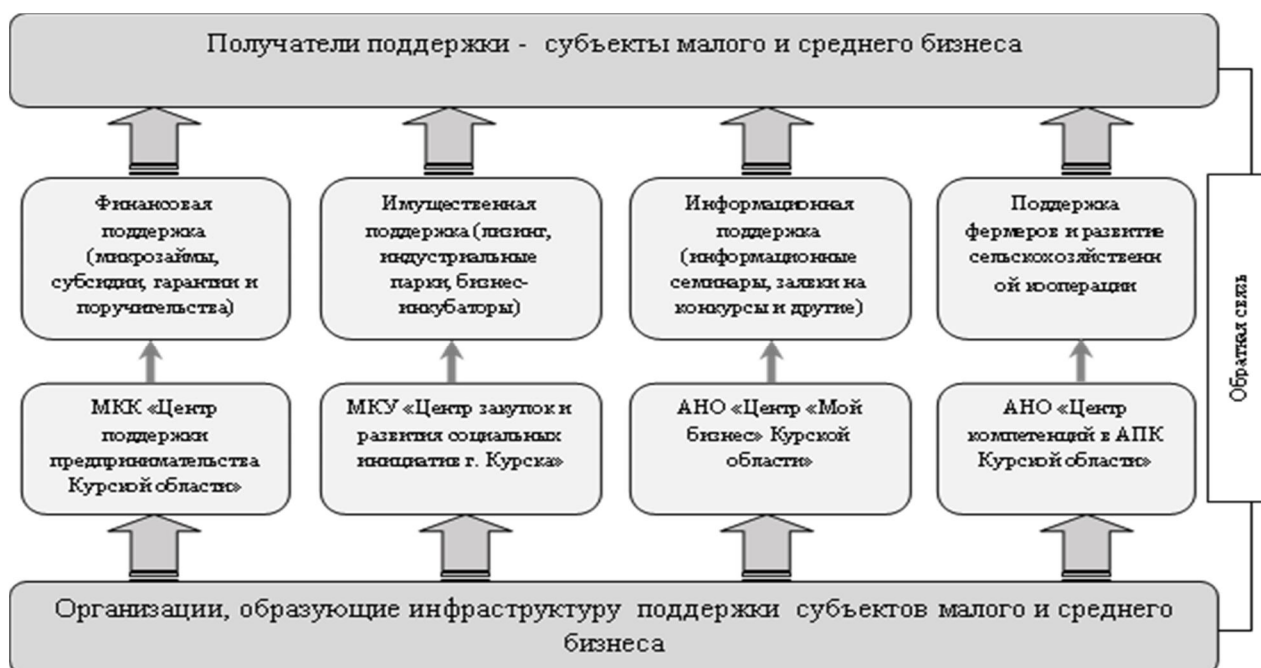 Получатели поддержки - субъекты малого и среднего бизнеса
Финансовая
поддержка
(микрозаймы,
субсидии, гарантии и
поручительства)
Имущественная
поддержка (лизинг,
индустриальные
парки, бизнес-
инкубаторы)
Информационная
поддержка
(информационные
семинары, заявки на
конкурсы и другие)
Поддержка
фермеров и развитие
сельскохозяйственн
ой кооперации
МКК «Центр
поддержки
предпринимательства
Курской области»
МКУ «Центр закупок и
развития социальных
инициатив г. Курска»
АНО «Центр «Мой
бизнес» Курской
области»
АНО «Центр
компетенций в АПК
Курской области»
Организации, образующие инфраструктуру поддержки субъектов малого и среднего
бизнеса
Обратная связь